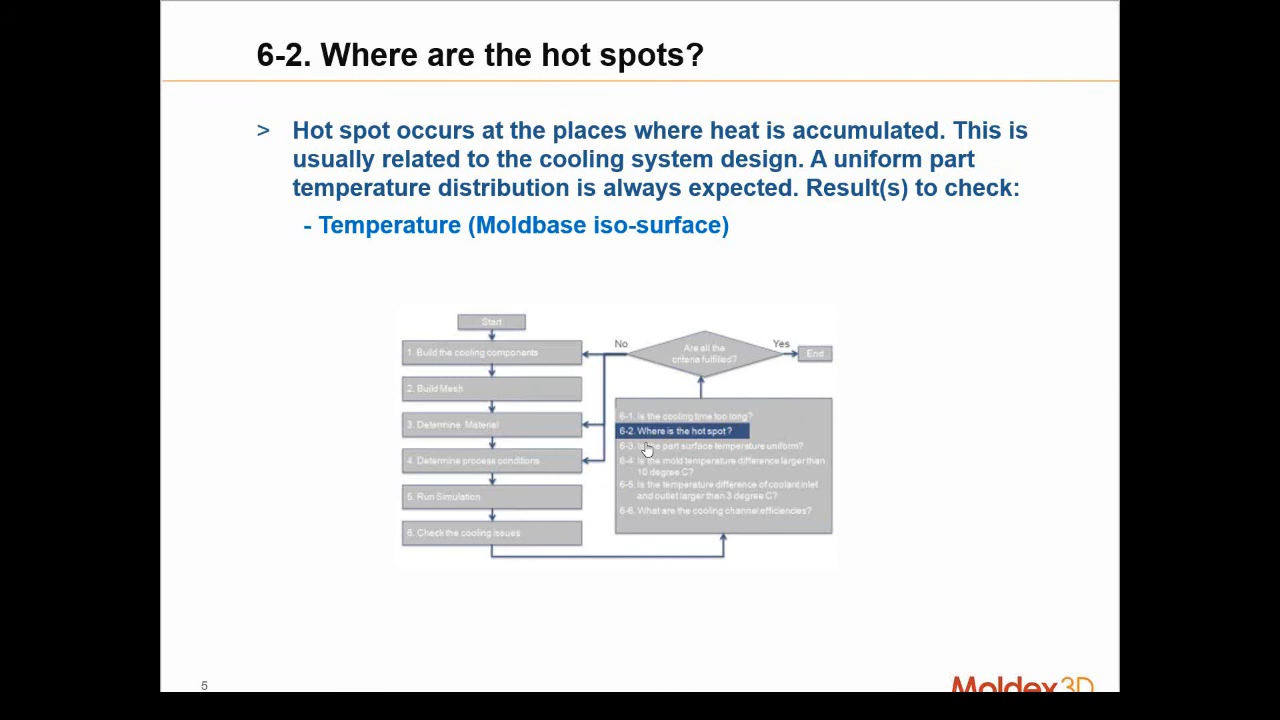 6-2. Where are the hot spots?
> Hot spot occurs at the places where heat is accumulated. This is
usually related to the cooling system design. A uniform part
temperature distribution is always expected. Result(s) to check:
- Temperature (Moldbase iso-surface)
Start
1. Build the cooling components
2. Build Mesh
3. Determine Material
4. Determine process conditions
5. Run Simulation
6. Check the cooling issues
No
Are all the
criteria fulfilled?
Yes
End
6-1. Is the cooling time too long?
6-2. Where is the hot spot?
6-3. Is the part surface temperature uniform?
6-4. Is the mold temperature difference larger than
10 degree C?
6-5. Is the temperature difference of coolant inlet
and outlet larger than 3 degree C?
6-6. What are the cooling channel efficiencies?
5
Moldex3D